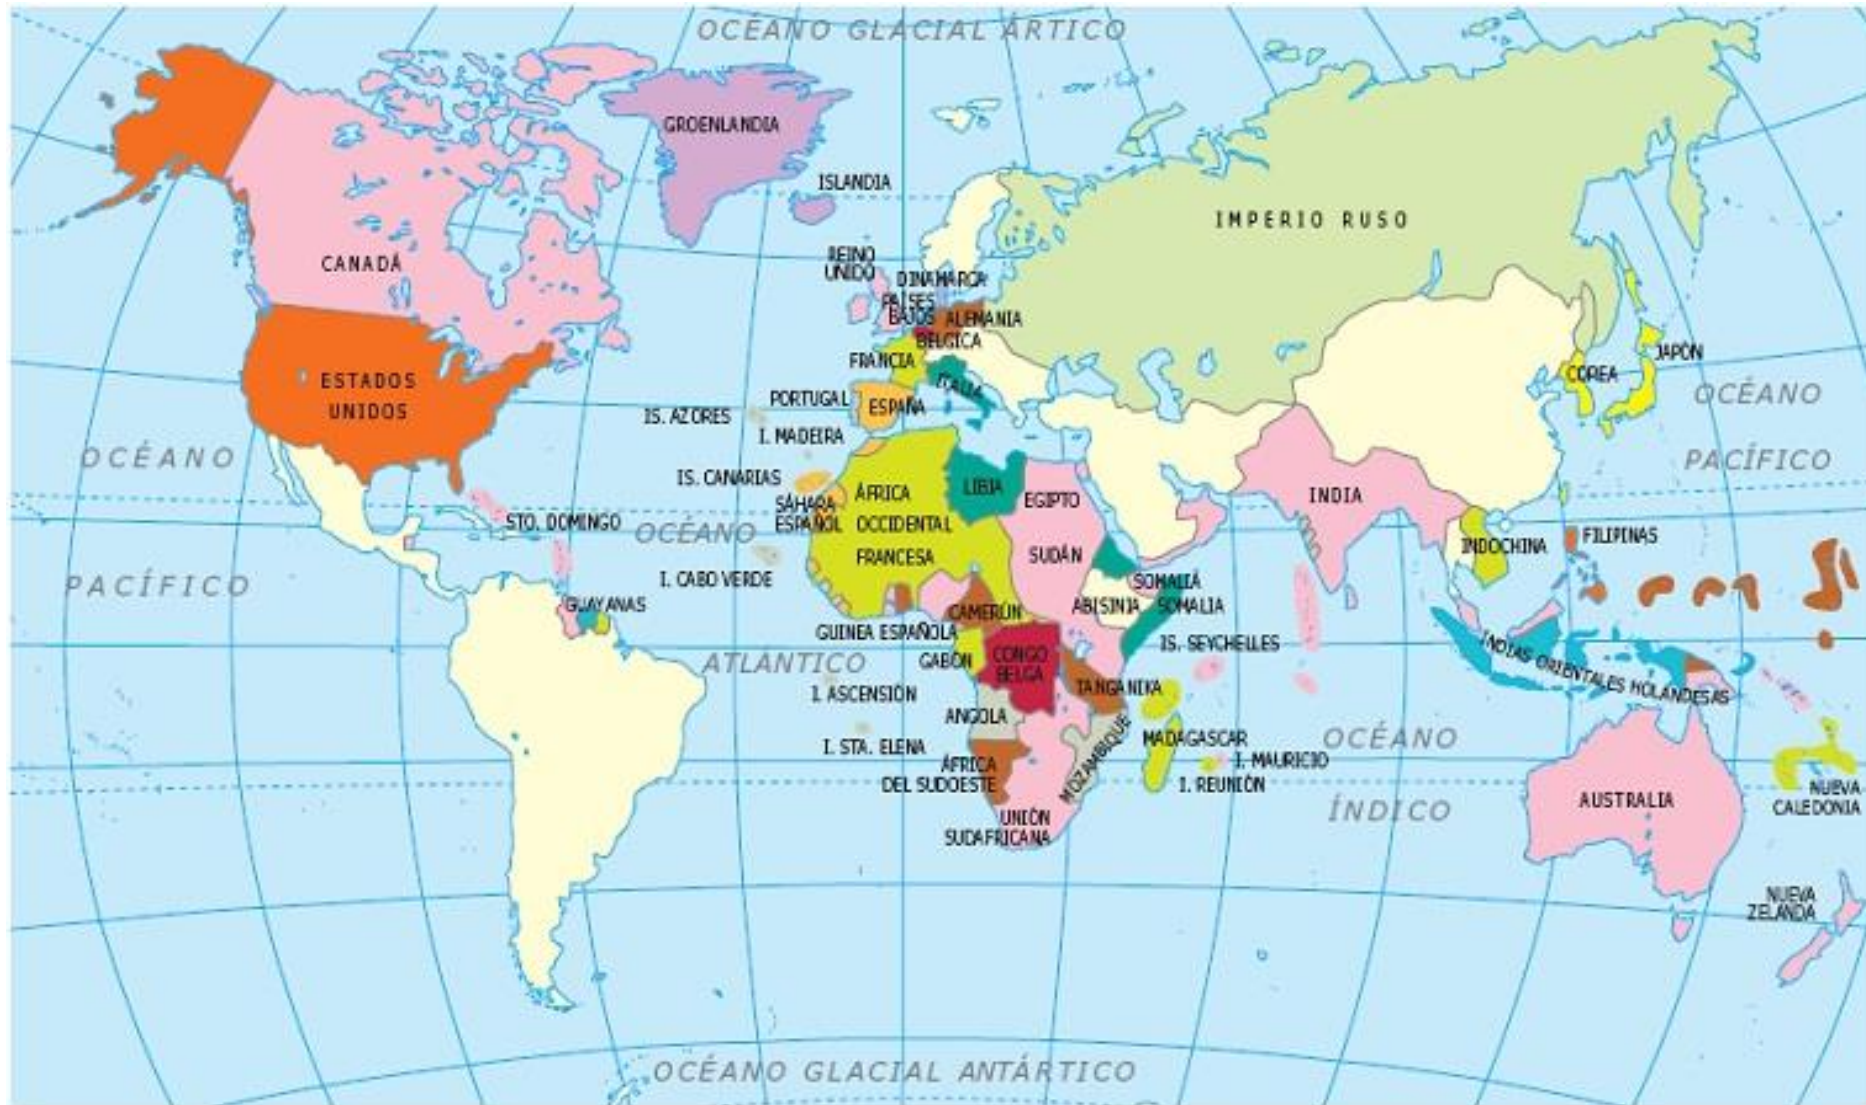 OCÉANO GLACIAL ÁRTICO
GROENLANDIA
ISLANDIA
IMPERIO RUSO
CANADÁ
REINO
UNIDO
DINAMARCA
PAÍSES
BAJOS
ALEMANIA
BELGICA
FRANCIA
ITALIA
JAPÓN
COREA
ESTADOS
UNIDOS
PORTUGAL
ESPAÑA
IS. AZORES
I. MADEIRA
OCÉANO
PACÍFICO
OCÉANO
PACÍFICO
IS. CANARIAS
SÁHARA
ESPAÑOL
ÁFRICA
OCCIDENTAL
FRANCESA
LIBIA
EGIPTO
INDIA
STO. DOMINGO
OCÉANO
ATLANTICO
SUDÁN
INDOCHINA
FILIPINAS
I. CABO VERDE
SOMALIÁ
ABISINIA
SOMALIA
GUAYANAS
CAMERÚN
GUINEA ESPAÑOLA
IS. SEYCHELLES
GABÓN
CONGO
BELGA
INDIAS ORIENTALES HOLANDESAS
I. ASCENSIÓN
TANGANIKA
ANGOLA
MOZAMBIQUE
MADAGASCAR
I. STA. ELENA
I. MAURICIO
OCÉANO
ÍNDICO
ÁFRICA
DEL SUDOESTE
I. REUNIÓN
NUEVA
CALEDONIA
AUSTRALIA
UNIÓN
SUDAFRICANA
NUEVA
ZELANDA
OCÉANO GLACIAL ANTÁRTICO